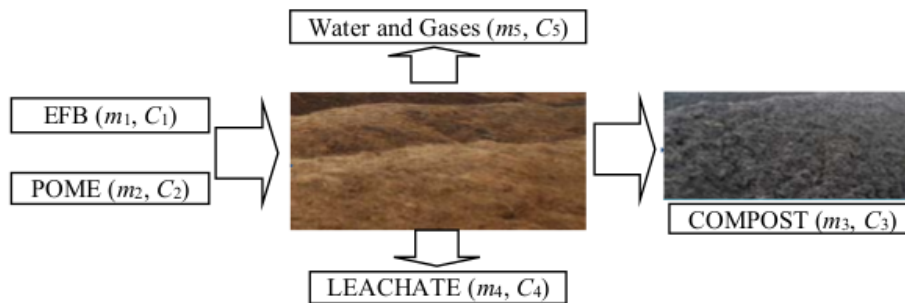 Water and Gases (m5, C5)
EFB (m1, C1)
POME (m2, C2)
COMPOST (m3, C3)
LEACHATE (m4, C4)